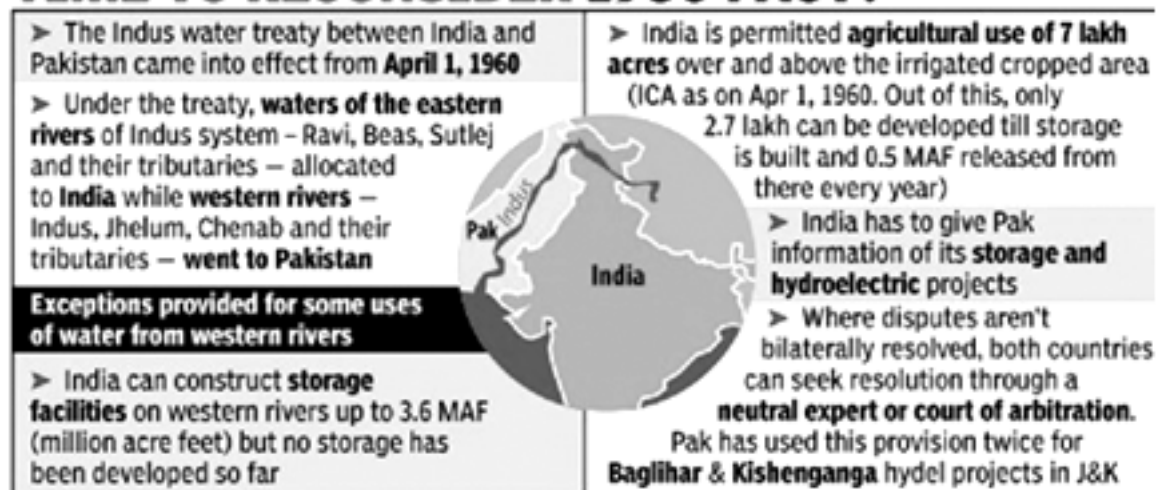 ➤ The Indus water treaty between India and
Pakistan came into effect from April 1, 1960
➤ Under the treaty, waters of the eastern
rivers of Indus system – Ravi, Beas, Sutlej
and their tributaries — allocated
to India while western rivers —
Indus, Jhelum, Chenab and their
tributaries — went to Pakistan
Exceptions provided for some uses
of water from western rivers
➤ India can construct storage
facilities on western rivers up to 3.6 MAF
(million acre feet) but no storage has
been developed so far
Pak
Indus
India
➤ India is permitted agricultural use of 7 lakh
acres over and above the irrigated cropped area
(ICA as on Apr 1, 1960. Out of this, only
2.7 lakh can be developed till storage
is built and 0.5 MAF released from
there every year)
➤ India has to give Pak
information of its storage and
hydroelectric projects
➤ Where disputes aren't
bilaterally resolved, both countries
can seek resolution through a
neutral expert or court of arbitration.
Pak has used this provision twice for
Baglihar & Kishenganga hydel projects in J&K